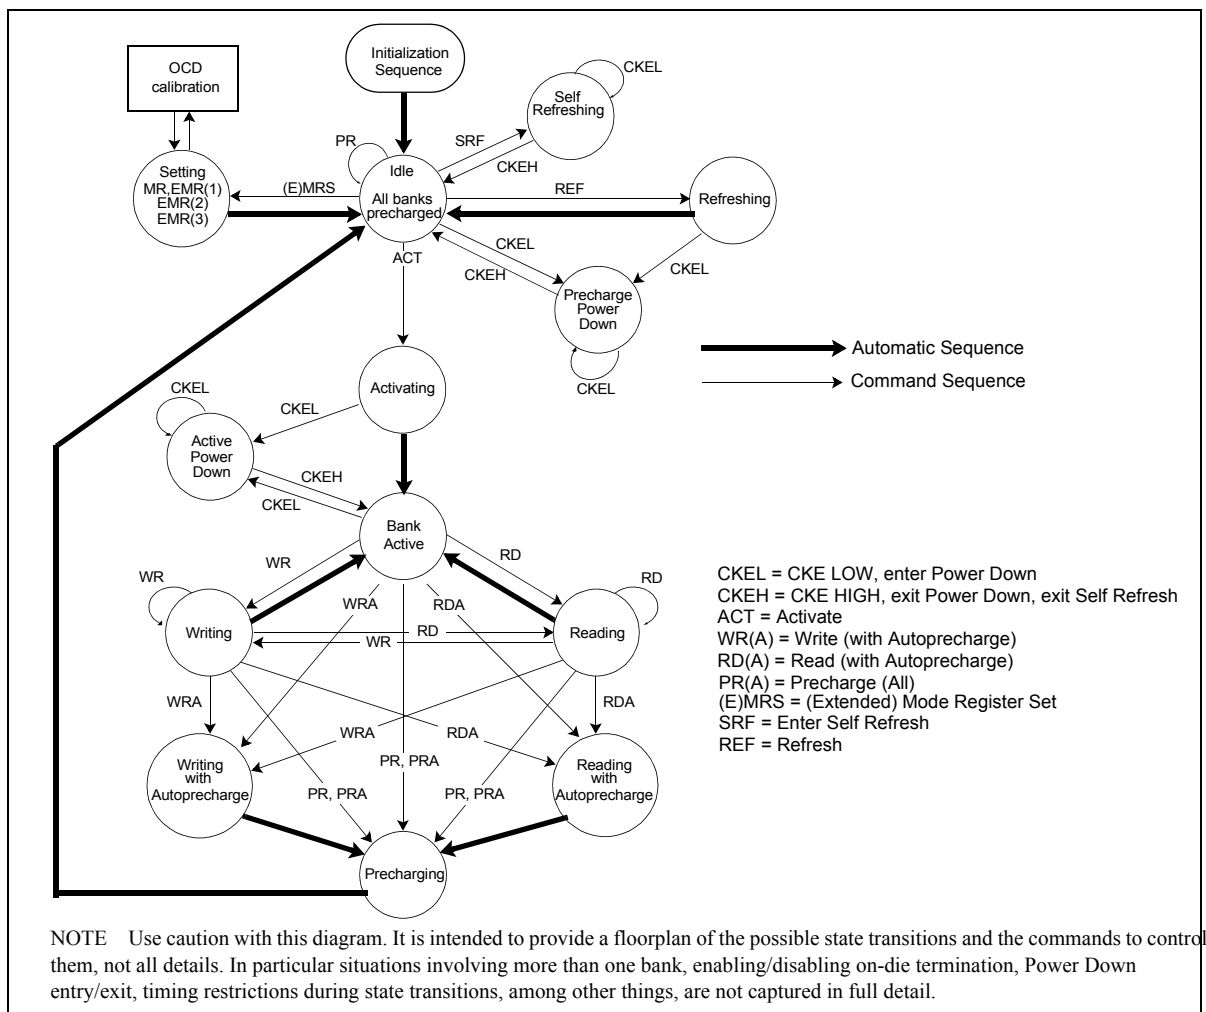 Initialization
Sequence
OCD
calibration
CKEL
Self
Refreshing
PR
SRF
CKEH
Idle
All banks
precharged
Setting
MR,EMR(1)
EMR(2)
EMR(3)
(E)MRS
REF
Refreshing
CKEL
CKEH
ACT
CKEL
Precharge
Power
Down
CKEL
Automatic Sequence
Command Sequence
Activating
CKEL
CKEL
Active
Power
Down
CKEH
CKEL
Bank
Active
WR
RD
WR
RD
WRA
RDA
Writing
RD
WR
Reading
WRA
RDA
WRA
RDA
PR, PRA
Writing
with
Autoprecharge
Reading
with
Autoprecharge
PR, PRA
PR, PRA
Precharging
CKEL = CKE LOW, enter Power Down
CKEH = CKE HIGH, exit Power Down, exit Self Refresh
ACT = Activate
WR(A) = Write (with Autoprecharge)
RD(A) = Read (with Autoprecharge)
PR(A) = Precharge (All)
(E)MRS = (Extended) Mode Register Set
SRF = Enter Self Refresh
REF = Refresh
NOTE Use caution with this diagram. It is intended to provide a floorplan of the possible state transitions and the commands to control
them, not all details. In particular situations involving more than one bank, enabling/disabling on-die termination, Power Down
entry/exit, timing restrictions during state transitions, among other things, are not captured in full detail.